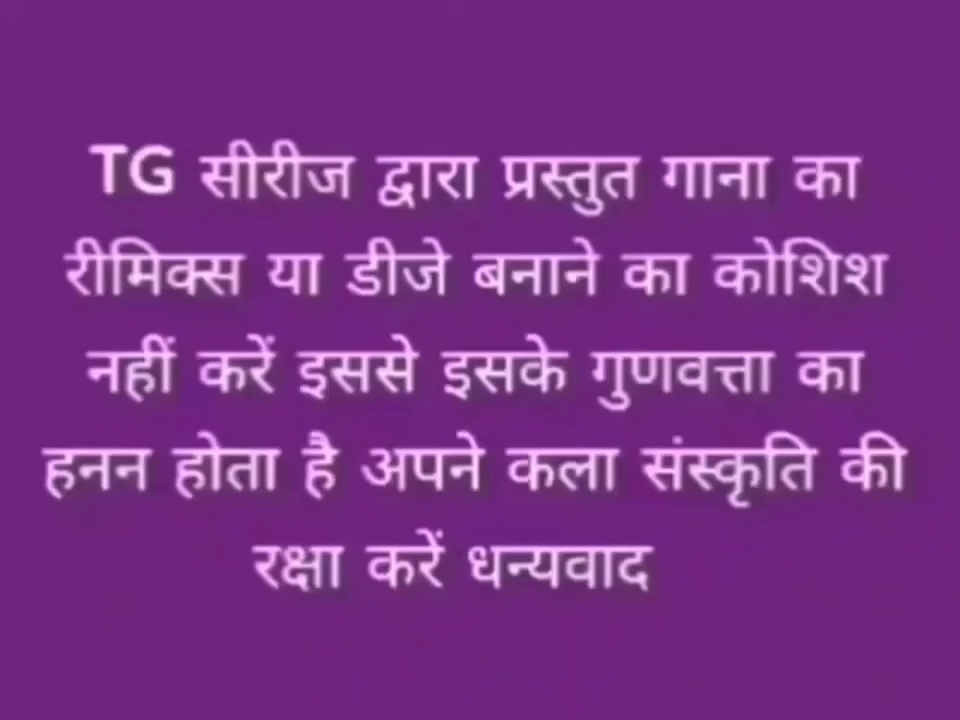 TG सीरीज द्वारा प्रस्तुत गाना का
रीमिक्स या डीजे बनाने का कोशिश
नहीं करें इससे इसके गुणवत्ता का
हनन होता है अपने कला संस्कृति की
रक्षा करें धन्यवाद